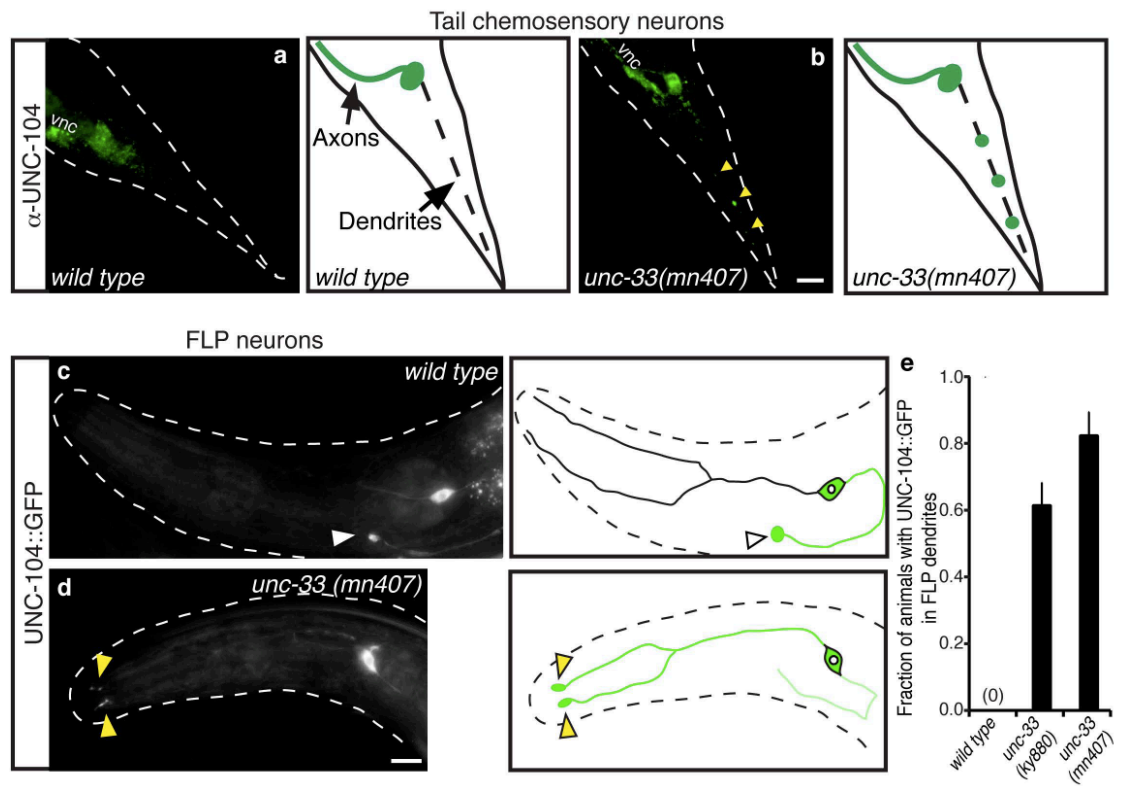 Tail chemosensory neurons
α-UNC-104
a
vnc
wild type
Axons
Dendrites
wild type
b
vnc
unc-33(mn407)
unc-33(mn407)
FLP neurons
UNC-104::GFP
c
wild type
d
unc-33 (mn407)
e
Fraction of animals with UNC-104::GFP
in FLP dendrites
1.0
0.8
0.6
0.4
0.2
0.0
(0)
wild type
unc-33
(ky880)
unc-33
(mn407)